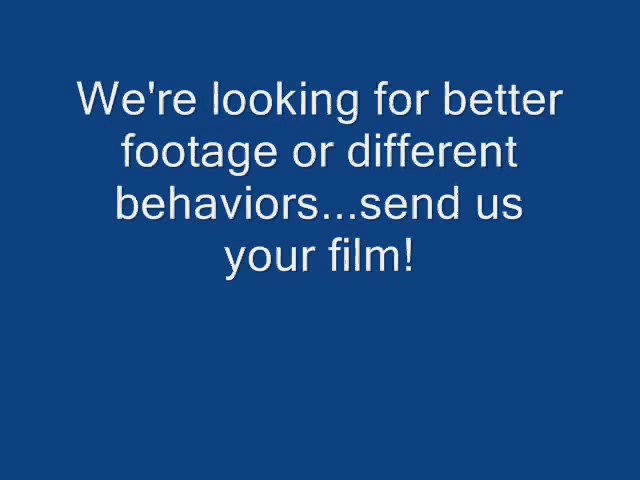 We're looking for better
footage or different
behaviors...send us
your film!